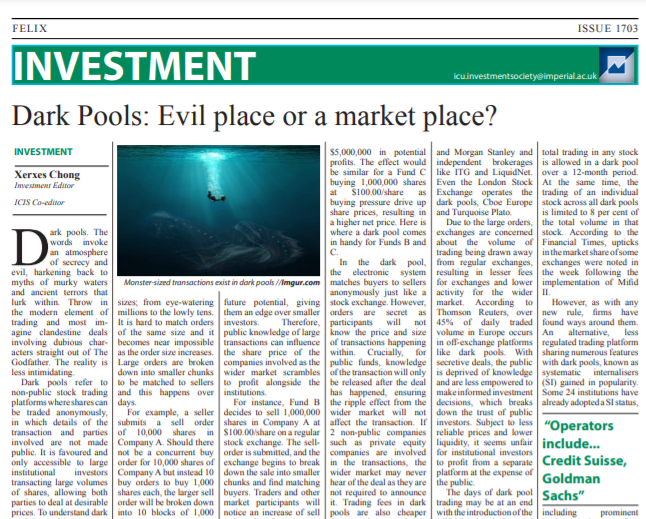 FELIX
ISSUE 1703
INVESTMENT
icu.investmentsociety@imperial.ac.uk
Dark Pools: Evil place or a market place?
INVESTMENT
Xerxes Chong
Investment Editor
ICIS Co-editor
Dark pools. The
words invoke
an atmosphere
of secrecy and
evil, harkening back to
myths of murky waters
and ancient terrors that
lurk within. Throw in
the modern element of
trading and most im-
agine clandestine deals
involving dubious char-
acters straight out of The
Godfather. The reality is
less intimidating.
Dark pools refer to
non-public stock trading
platforms where shares can
be traded anonymously,
in which details of the
transaction and parties
involved are not made
public. It is favoured and
only accessible to large
institutional investors
transacting large volumes
of shares, allowing both
parties to deal at desirable
prices. To understand dark
Monster-sized transactions exist in dark pools //Imgur.com
sizes; from eye-watering
millions to the lowly tens.
It is hard to match orders
of the same size and it
becomes near impossible
as the order size increases.
Large orders are broken
down into smaller chunks
to be matched to sellers
and this happens over
days.
For example, a seller
submits a sell order
of 10,000 shares in
Company A. Should there
not be a concurrent buy
order for 10,000 shares of
Company A but instead 10
buy orders to buy 1,000
shares each, the larger sell
order will be broken down
into 10 blocks of 1,000
future potential, giving
them an edge over smaller
investors. Therefore,
public knowledge of large
transactions can influence
the share price of the
companies involved as the
wider market scrambles
to profit alongside the
institutions.
For instance, Fund B
decides to sell 1,000,000
shares in Company A at
$100.00/share on a regular
stock exchange. The sell-
order is submitted, and the
exchange begins to break
down the sale into smaller
chunks and find matching
buyers. Traders and other
market participants will
notice an increase of sell
$5,000,000 in potential
profits. The effect would
be similar for a Fund C
buying 1,000,000 shares
at $100.00/share as
buying pressure drive up
share prices, resulting in
a higher net price. Here is
where a dark pool comes
in handy for Funds B and
C.
In the dark pool,
the electronic system
matches buyers to sellers
anonymously just like a
stock exchange. However,
orders are secret as
participants will not
know the price and size
of transactions happening
within. Crucially, for
public funds, knowledge
of the transaction will only
be released after the deal
has happened, ensuring
the ripple effect from the
wider market will not
affect the transaction. If
2 non-public companies
such as private equity
companies are involved
in the transactions, the
wider market may never
hear of the deal as they are
not required to announce
it. Trading fees in dark
pools are also cheaper
and Morgan Stanley and
independent brokerages
like ITG and LiquidNet.
Even the London Stock
Exchange operates the
dark pools, Cboe Europe
and Turquoise Plato.
Due to the large orders,
exchanges are concerned
about the volume of
trading being drawn away
from regular exchanges,
resulting in lesser fees
for exchanges and lower
activity for the wider
market. According to
Thomson Reuters, over
45% of daily traded
volume in Europe occurs
in off-exchange platforms
like dark pools. With
secretive deals, the public
is deprived of knowledge
and are less empowered to
make informed investment
decisions, which breaks
down the trust of public
investors. Subject to less
reliable prices and lower
liquidity, it seems unfair
for institutional investors
to profit from a separate
platform at the expense of
the public.
The days of dark pool
trading may be at an end
with the introduction of the
total trading in any stock
is allowed in a dark pool
over a 12-month period.
At the same time, the
trading of an individual
stock across all dark pools
is limited to 8 per cent of
the total volume in that
stock. According to the
Financial Times, upticks
in the market share of some
exchanges were noted in
the week following the
implementation of Mifid
II.
However, as with any
new rule, firms have
found ways around them.
An alternative, less
regulated trading platform
sharing numerous features
with dark pools, known as
systematic internalisers
(SI) gained in popularity.
Some 24 institutions have
already adopted a SI status,
"Operators
include...
Credit Suisse,
Goldman
Sachs"
including prominent